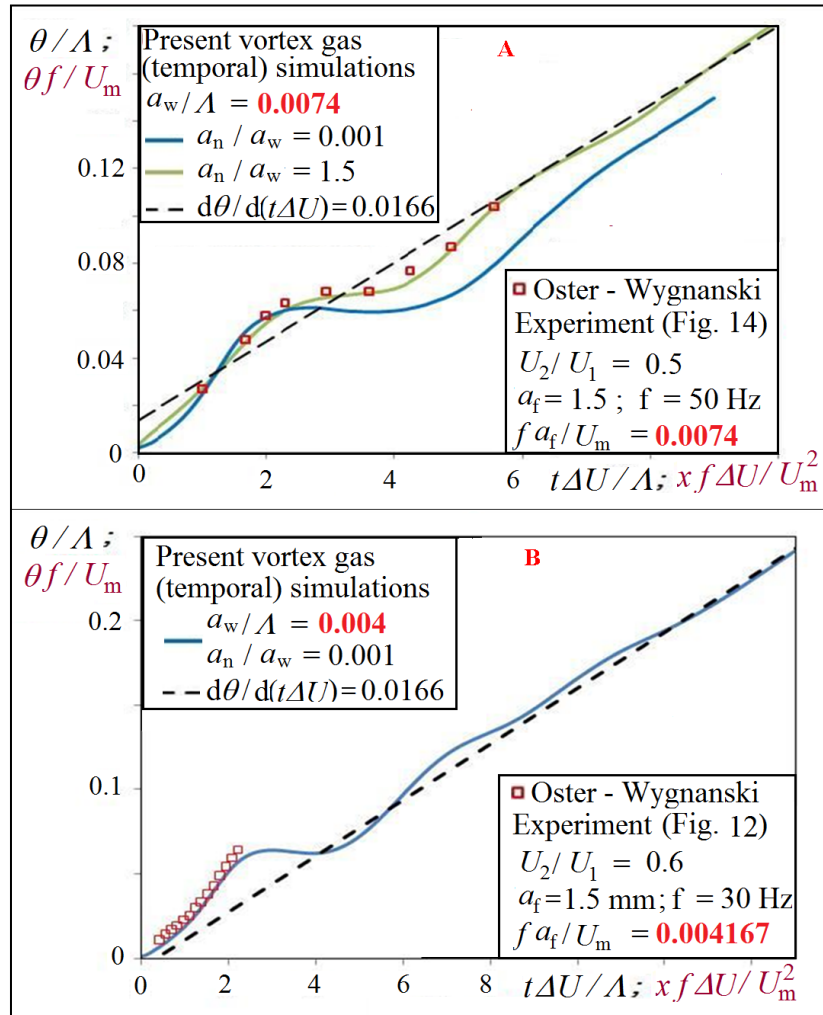 θ/Λ ;
θf/U_m
Present vortex gas
(temporal) simulations
a_w/Λ = 0.0074
a_n / a_w = 0.001
a_n / a_w = 1.5
dθ/d(tΔU)=0.0166
A
0.12
0.08
0.04
0
Oster - Wygnanski
Experiment (Fig. 14)
U_2/ U_1 = 0.5
a_f = 1.5 ; f = 50 Hz
f a_f/U_m = 0.0074
0 2 4 6 tΔU/Λ; x f ΔU/U_m^2
θ/Λ ;
θf/U_m
Present vortex gas
(temporal) simulations
a_w/Λ = 0.004
a_n / a_w = 0.001
dθ/d(tΔU)=0.0166
B
0.2
0.1
0
Oster - Wygnanski
Experiment (Fig. 12)
U_2/ U_1 = 0.6
a_f=1.5 mm; f = 30 Hz
f a_f/U_m = 0.004167
0 2 4 6 8 tΔU/Λ; x f ΔU/U_m^2